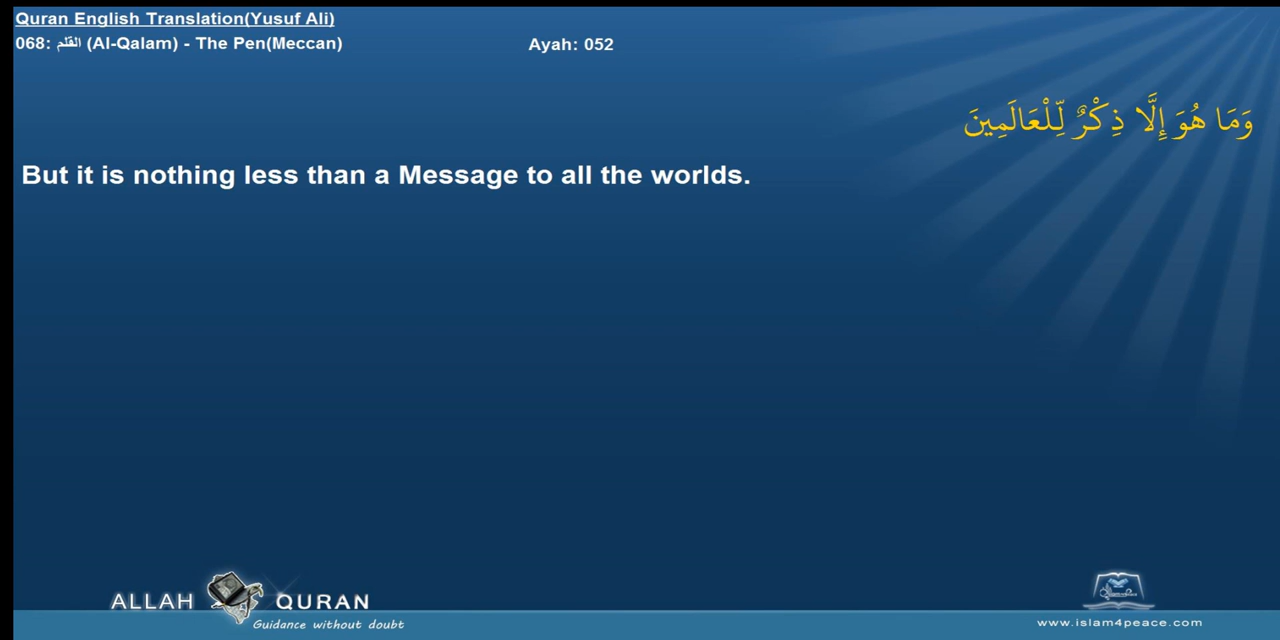 Quran English Translation(Yusuf Ali)
068: القلم (Al-Qalam) - The Pen(Meccan)
Ayah: 052
وَمَا هُوَ إِلَّا ذِكْرٌ لِّلْعَالَمِينَ
But it is nothing less than a Message to all the worlds.
ALLAH QURAN
Guidance without doubt
www.islam4peace.com